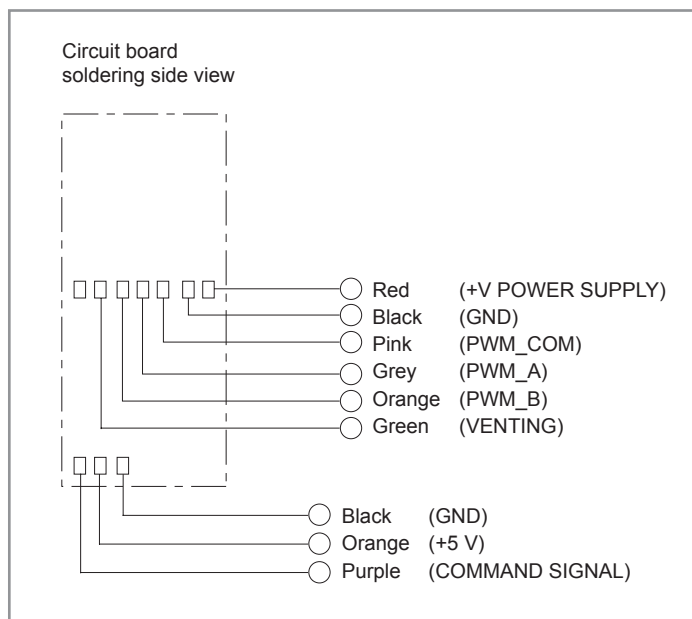 Circuit board
soldering side view
Red (+V POWER SUPPLY)
Black (GND)
Pink (PWM_COM)
Grey (PWM_A)
Orange (PWM_B)
Green (VENTING)
Black (GND)
Orange (+5 V)
Purple (COMMAND SIGNAL)